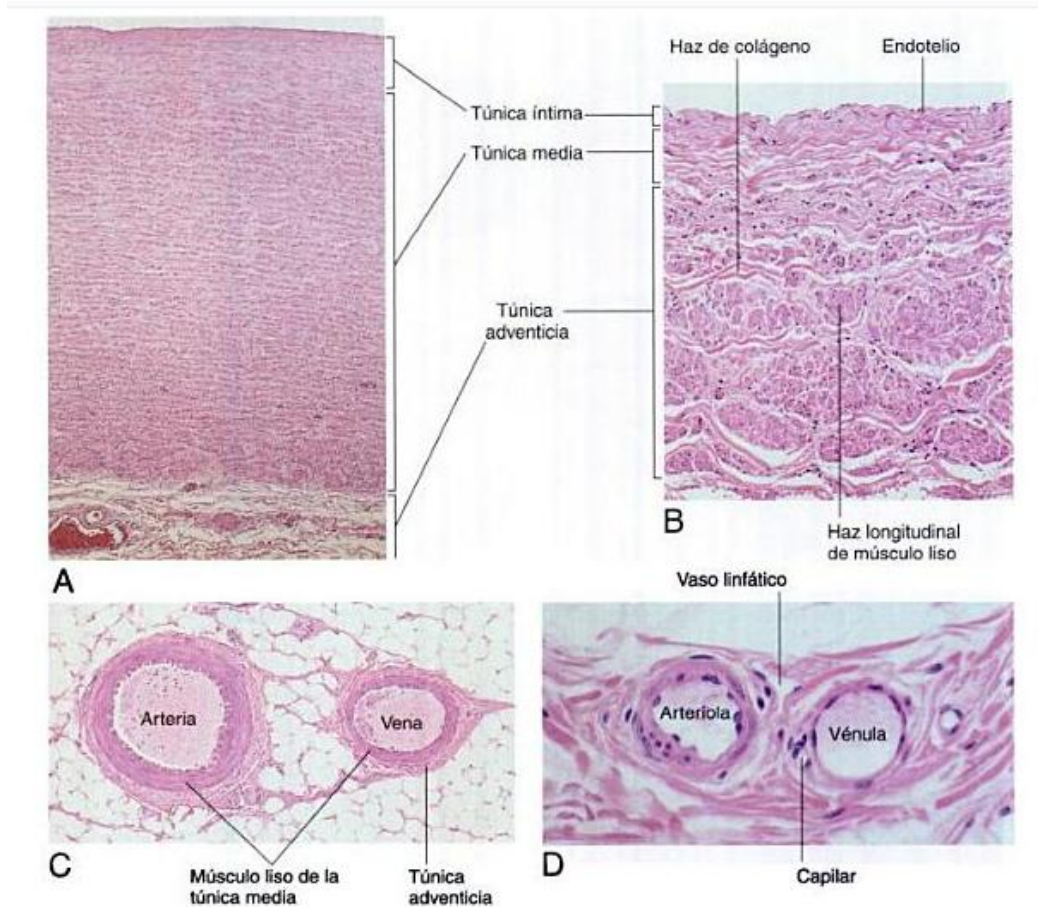 Haz de colágeno
Endotelio
Túnica íntima
Túnica media
Túnica
adventicia
A
B
Haz longitudinal
de músculo liso
Vaso linfático
Arteria
Vena
Arteríola
Vénula
C
Músculo liso de la
túnica media
Túnica
adventicia
D
Capilar